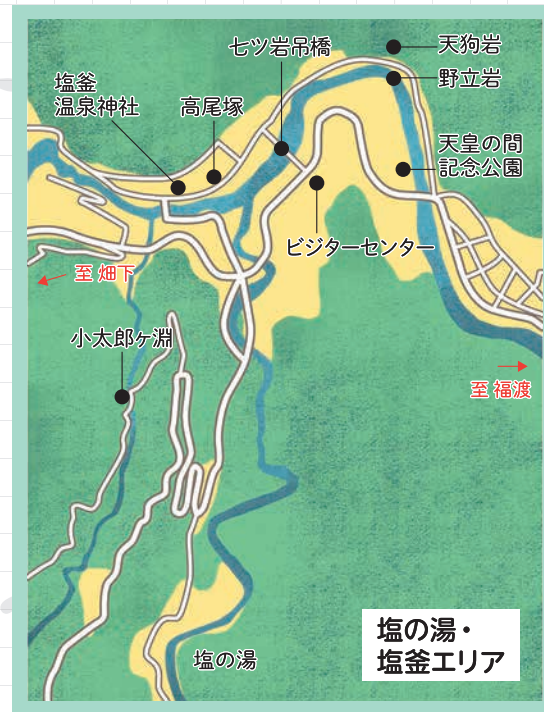 天狗岩
七ツ岩吊橋
野立岩
塩釜
温泉神社
高尾塚
天皇の間
記念公園
ビジターセンター
至 畑下
小太郎ヶ淵
至 福渡
塩の湯
塩の湯・
塩釜エリア